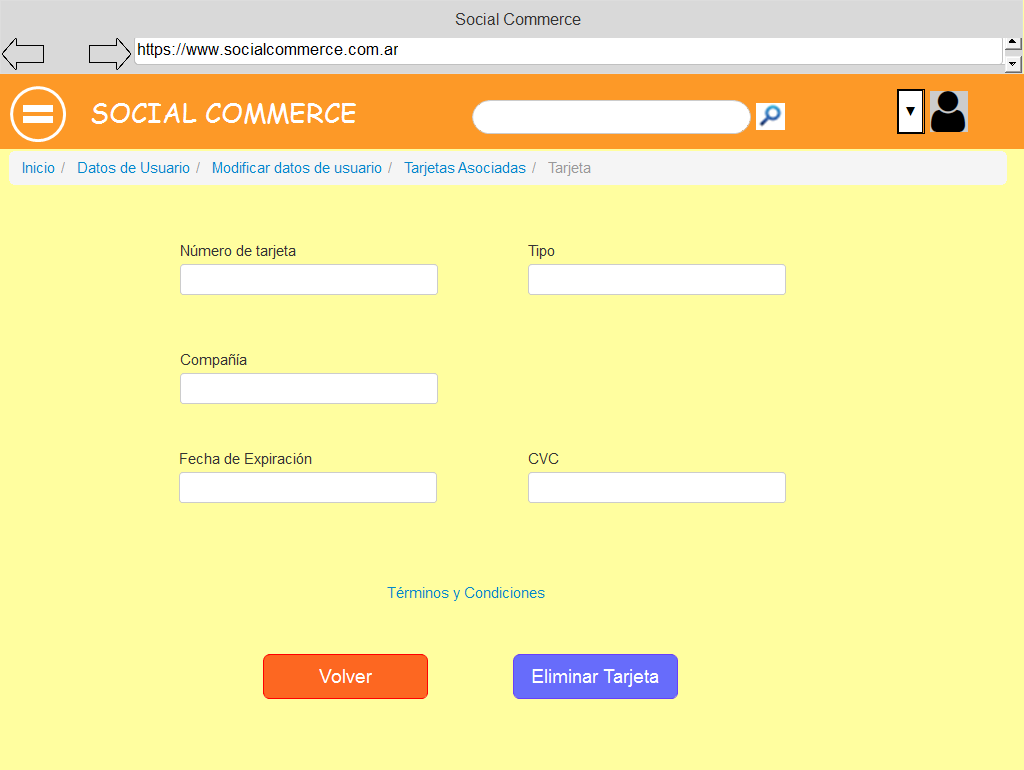 Social Commerce
https://www.socialcommerce.com.ar
SOCIAL COMMERCE
Inicio / Datos de Usuario / Modificar datos de usuario / Tarjetas Asociadas / Tarjeta
Número de tarjeta Tipo
Compañía
Fecha de Expiración CVC
Términos y Condiciones
Volver Eliminar Tarjeta